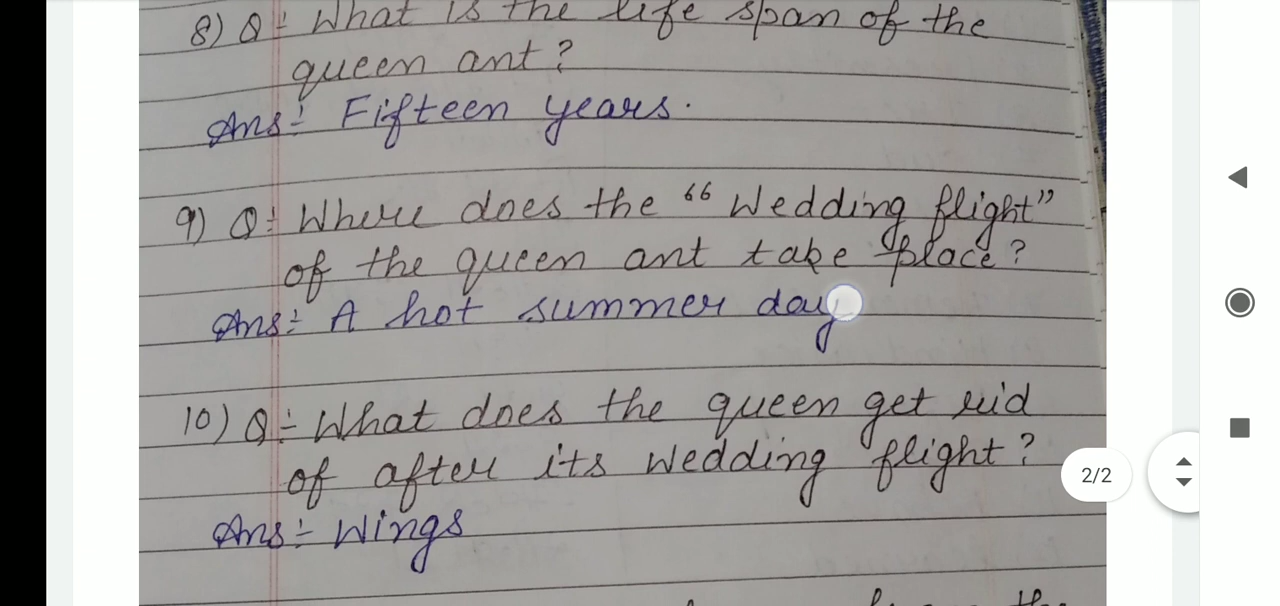 8) Q:- What is the life span of the
queen ant?
Ans:- Fifteen years.
9) Q:- Where does the “Wedding flight”
of the queen ant take place?
Ans:- A hot summer day
10) Q:- What does the queen get rid
of after its wedding flight?
Ans:- Wings
2/2